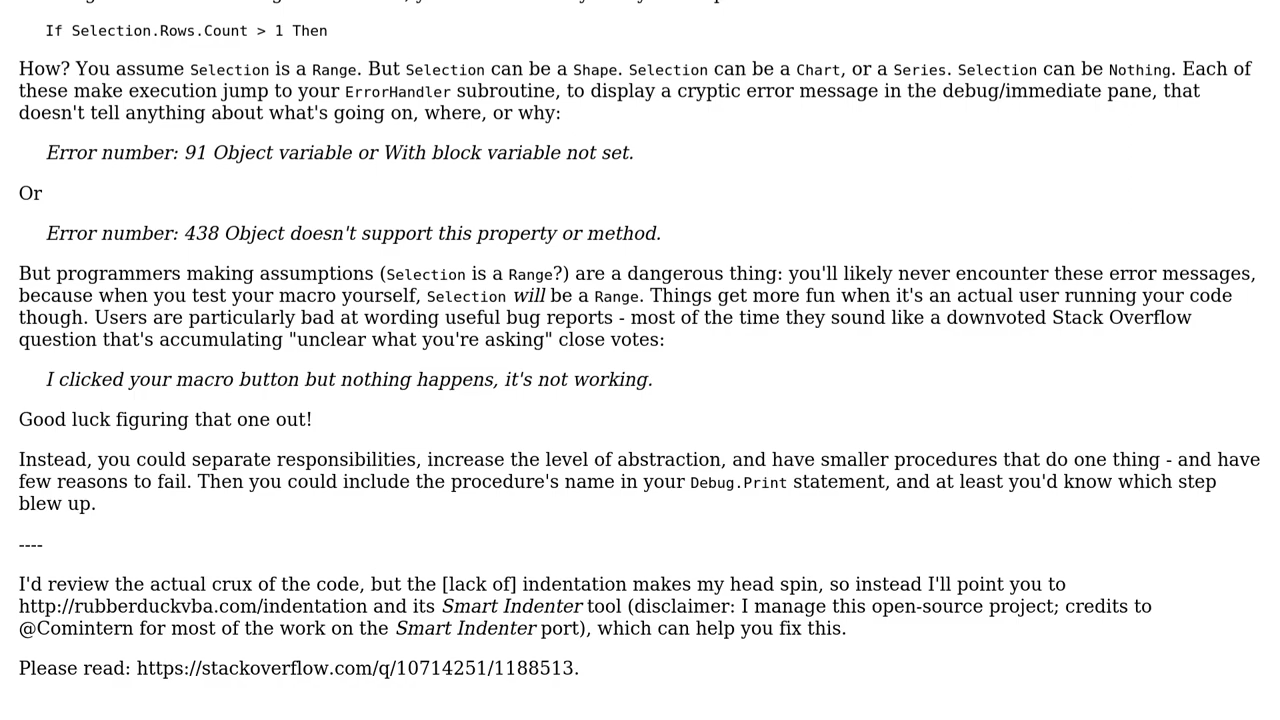 If Selection.Rows.Count > 1 Then
How? You assume Selection is a Range. But Selection can be a Shape. Selection can be a Chart, or a Series. Selection can be Nothing. Each of
these make execution jump to your ErrorHandler subroutine, to display a cryptic error message in the debug/immediate pane, that
doesn't tell anything about what's going on, where, or why:
Error number: 91 Object variable or With block variable not set.
Or
Error number: 438 Object doesn't support this property or method.
But programmers making assumptions (Selection is a Range?) are a dangerous thing: you'll likely never encounter these error messages,
because when you test your macro yourself, Selection will be a Range. Things get more fun when it's an actual user running your code
though. Users are particularly bad at wording useful bug reports - most of the time they sound like a downvoted Stack Overflow
question that's accumulating "unclear what you're asking" close votes:
I clicked your macro button but nothing happens, it's not working.
Good luck figuring that one out!
Instead, you could separate responsibilities, increase the level of abstraction, and have smaller procedures that do one thing - and have
few reasons to fail. Then you could include the procedure's name in your Debug.Print statement, and at least you'd know which step
blew up.
----
I'd review the actual crux of the code, but the [lack of] indentation makes my head spin, so instead I'll point you to
http://rubberduckvba.com/indentation and its Smart Indenter tool (disclaimer: I manage this open-source project; credits to
@Comintern for most of the work on the Smart Indenter port), which can help you fix this.
Please read: https://stackoverflow.com/q/10714251/1188513.